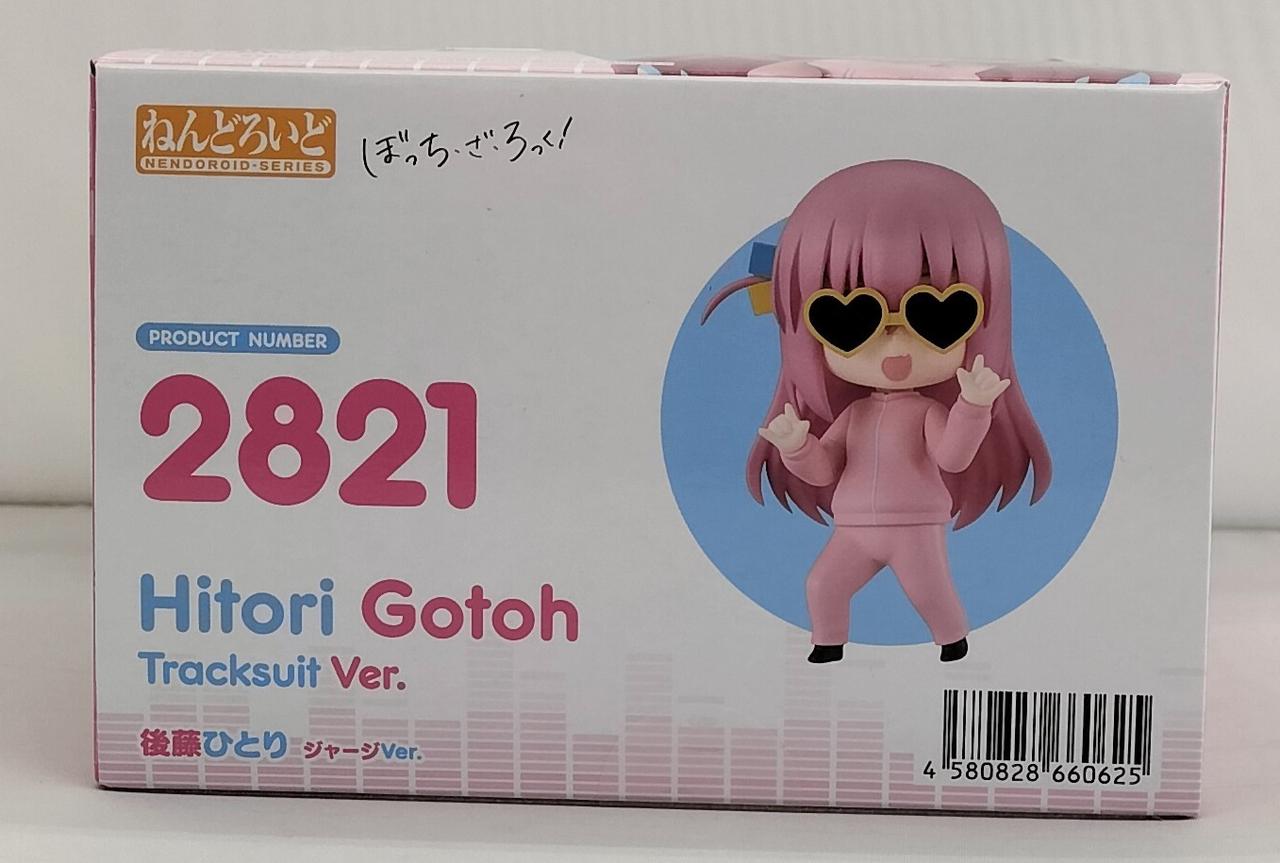 ねんどろいど
NENDOROID-SERIES
ぼっち・ざ・ろっく!
PRODUCT NUMBER
2821
Hitori Gotoh
Tracksuit Ver.
後藤ひとり ジャージVer.
4 580828 660625